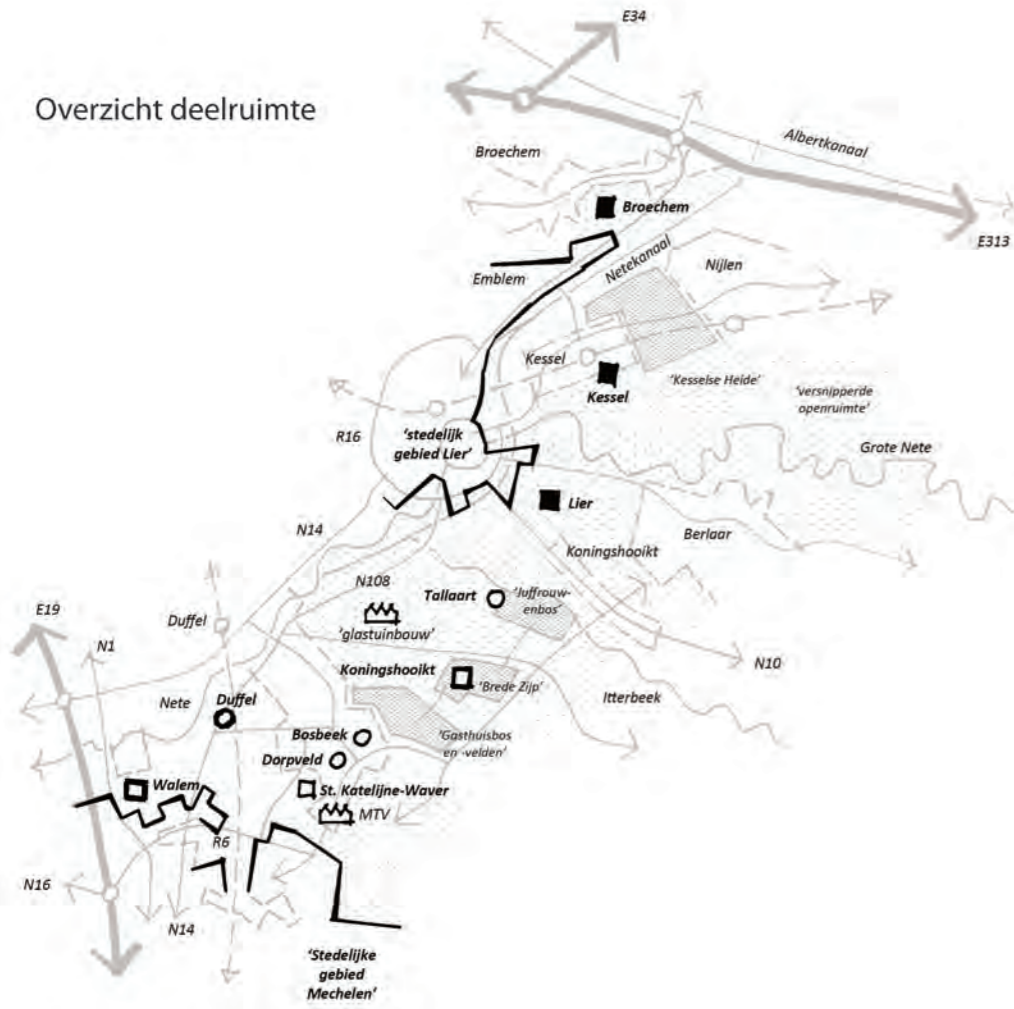 E34
Overzicht deelruimte
Albertkanaal
Broechem
Broechem
E313
Netekanaal
Nijlen
Emblem
Kessel
'Kesselse Heide'
Kessel
'versnipperde
openruimte'
R16
'stedelijk
gebied Lier'
Grote Nete
Lier
N14
Berlaar
Koningshooikt
N108
Tallaart
'Juffrouw-
enbos'
E19
'glastuinbouw'
N1
Duffel
Koningshooikt
N10
'Brede Zijp'
Itterbeek
Nete
Duffel
Bosbeek
'Gasthuisbos
en -velden'
Dorpveld
Walem
St. Katelijne-Waver
MTV
R6
N16
N14
'Stedelijke
gebied
Mechelen'